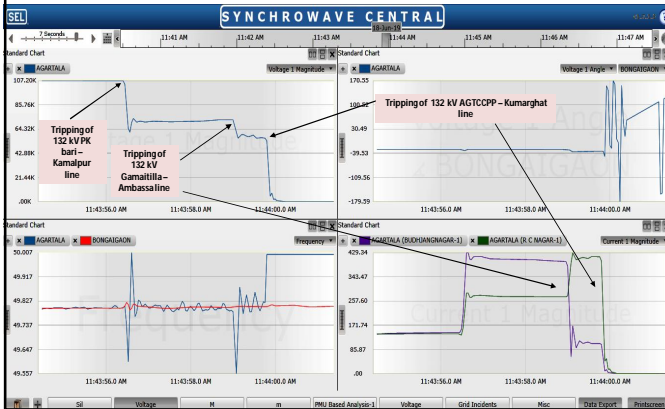 SEL
SYNCHROWAVE CENTRAL
18-Jun-19
7 Seconds
11:41 AM 11:42 AM 11:43 AM 11:44 AM 11:45 AM 11:46 AM 11:47 AM
Standard Chart
AGARTALA
Voltage 1 Magnitude
107.20K
85.76K
64.32K
42.88K
21.44K
.00K
11:43:56.0 AM 11:43:58.0 AM 11:44:00.0 AM
Tripping of
132 kV PK
bari –
Kamalpur
line
Tripping of
132 kV
Gamaitilla –
Ambassa line
Standard Chart
AGARTALA
Voltage 1 Angle
BONGAIGAON
170.55
30.49
-39.53
-109.56
-179.59
11:43:56.0 AM 11:43:58.0 AM 11:44:00.0 AM
Tripping of 132 kV AGTCCPP – Kumarghat
line
Standard Chart
AGARTALA BONGAIGAON
Frequency
50.007
49.917
49.827
49.737
49.647
49.557
11:43:56.0 AM 11:43:58.0 AM 11:44:00.0 AM
Standard Chart
AGARTALA (BUDHJANGNAGAR-1) AGARTALA (R C NAGAR-1)
Current 1 Magnitude
429.34
343.47
257.60
171.74
85.87
.00
11:43:56.0 AM 11:43:58.0 AM 11:44:00.0 AM
Sil Voltage M m PMU Based Analysis-1 Voltage Grid Incidents Misc Data Export Printscreen